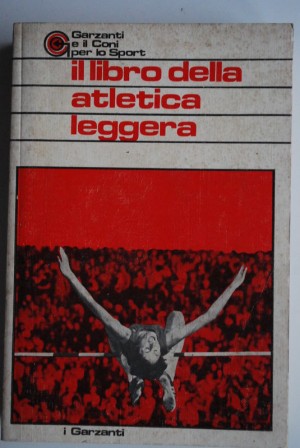 Garzanti
e il Coni
per lo Sport
il libro della
atletica
leggera
i Garzanti